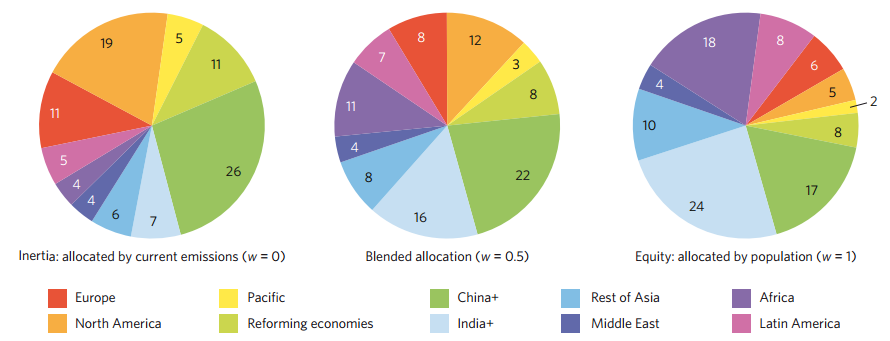 19
5
11
26
7
6
4
4
5
11
12
3
8
22
16
8
4
11
7
8
8
6
5
2
8
17
24
10
4
18
Inertia: allocated by current emissions (w = 0)
Blended allocation (w = 0.5)
Equity: allocated by population (w = 1)
Europe
Pacific
China+
Rest of Asia
Africa
North America
Reforming economies
India+
Middle East
Latin America